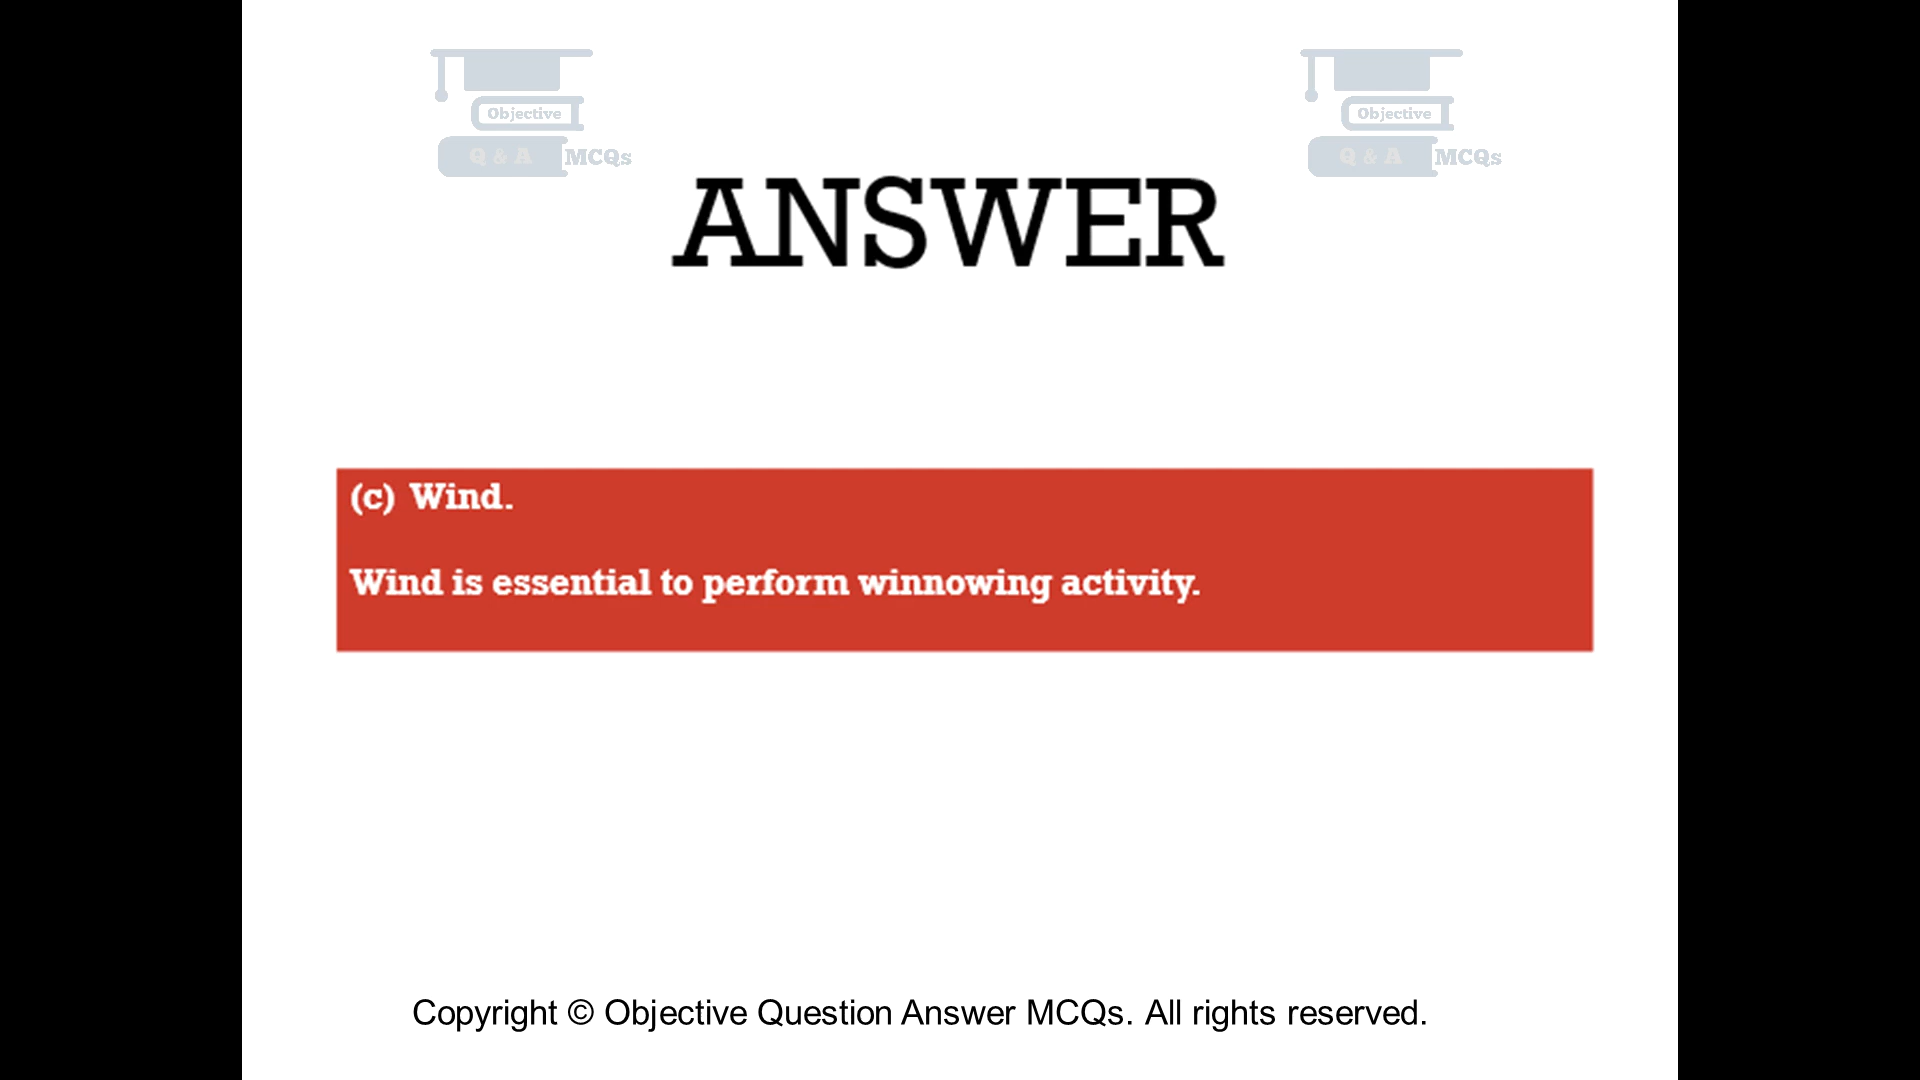 Objective
Q & A MCQs
Objective
Q & A MCQs
ANSWER
(c) Wind.
Wind is essential to perform winnowing activity.
Copyright © Objective Question Answer MCQs. All rights reserved.